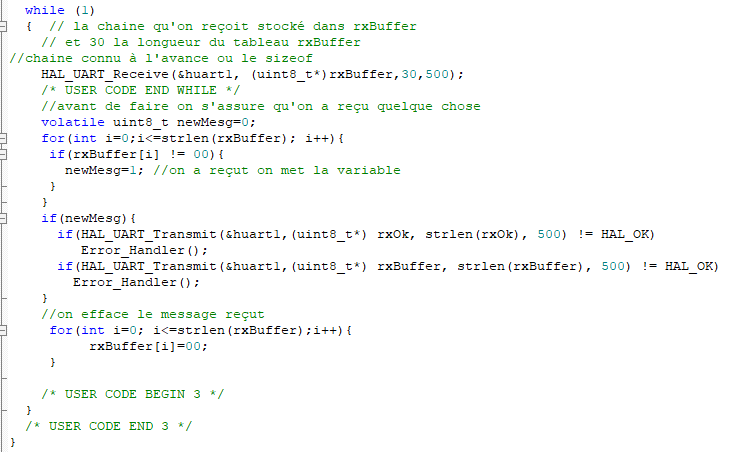 while (1)
{  // la chaine qu'on reçoit stocké dans rxBuffer
// et 30 la longueur du tableau rxBuffer
//chaine connu à l'avance ou le sizeof
HAL_UART_Receive(&huart1, (uint8_t*)rxBuffer,30,500);
/* USER CODE END WHILE */
//avant de faire on s'assure qu'on a reçu quelque chose
volatile uint8_t newMesg=0;
for(int i=0;i<=strlen(rxBuffer); i++){
if(rxBuffer[i] != 00){
newMesg=1; //on a reçut on met la variable
}
}
if(newMesg){
if(HAL_UART_Transmit(&huart1,(uint8_t*) rxOk, strlen(rxOk), 500) != HAL_OK)
Error_Handler();
if(HAL_UART_Transmit(&huart1,(uint8_t*) rxBuffer, strlen(rxBuffer), 500) != HAL_OK)
Error_Handler();
}
//on efface le message reçut
for(int i=0; i<=strlen(rxBuffer);i++){
rxBuffer[i]=00;
}
/* USER CODE BEGIN 3 */
}
/* USER CODE END 3 */
}